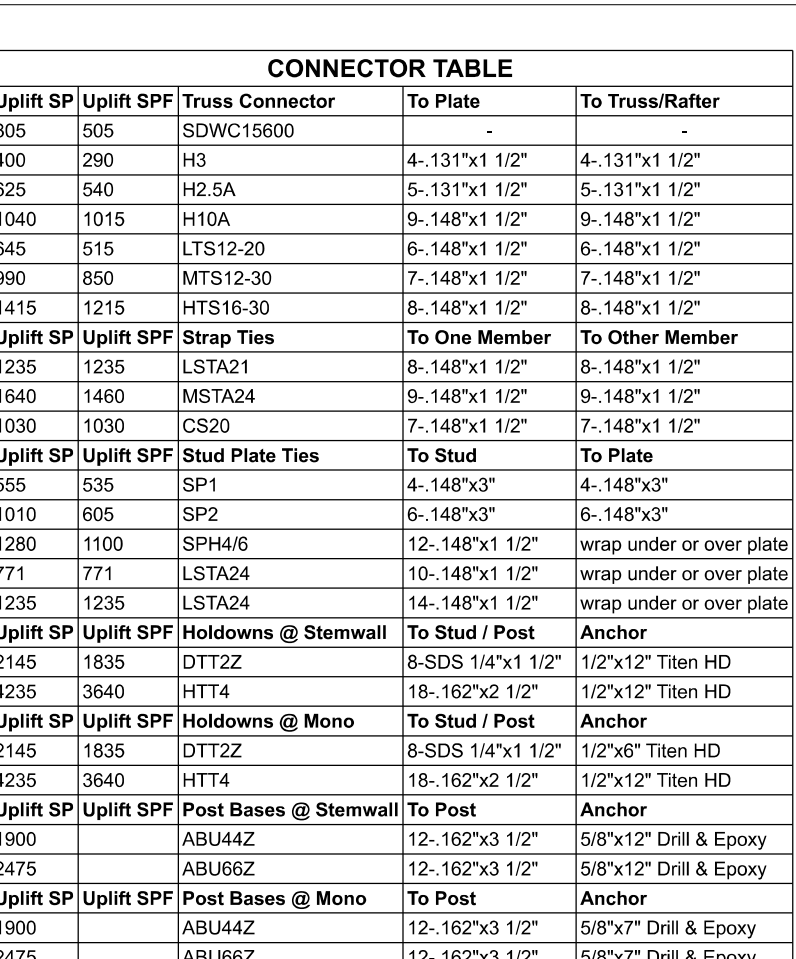 CONNECTOR TABLE
Uplift SP Uplift SPF Truss Connector To Plate To Truss/Rafter
505 SDWC15600 - -
400 290 H3 4-.131"x1 1/2" 4-.131"x1 1/2"
625 540 H2.5A 5-.131"x1 1/2" 5-.131"x1 1/2"
1040 1015 H10A 9-.148"x1 1/2" 9-.148"x1 1/2"
645 515 LTS12-20 6-.148"x1 1/2" 6-.148"x1 1/2"
990 850 MTS12-30 7-.148"x1 1/2" 7-.148"x1 1/2"
1415 1215 HTS16-30 8-.148"x1 1/2" 8-.148"x1 1/2"
Uplift SP Uplift SPF Strap Ties To One Member To Other Member
1235 1235 LSTA21 8-.148"x1 1/2" 8-.148"x1 1/2"
1640 1460 MSTA24 9-.148"x1 1/2" 9-.148"x1 1/2"
1030 1030 CS20 7-.148"x1 1/2" 7-.148"x1 1/2"
Uplift SP Uplift SPF Stud Plate Ties To Stud To Plate
555 535 SP1 4-.148"x3" 4-.148"x3"
1010 605 SP2 6-.148"x3" 6-.148"x3"
1280 1100 SPH4/6 12-.148"x1 1/2" wrap under or over plate
771 771 LSTA24 10-.148"x1 1/2" wrap under or over plate
1235 1235 LSTA24 14-.148"x1 1/2" wrap under or over plate
Uplift SP Uplift SPF Holdowns @ Stemwall To Stud / Post Anchor
2145 1835 DTT2Z 8-SDS 1/4"x1 1/2" 1/2"x12" Titen HD
4235 3640 HTT4 18-.162"x2 1/2" 1/2"x12" Titen HD
Uplift SP Uplift SPF Holdowns @ Mono To Stud / Post Anchor
2145 1835 DTT2Z 8-SDS 1/4"x1 1/2" 1/2"x6" Titen HD
4235 3640 HTT4 18-.162"x2 1/2" 1/2"x12" Titen HD
Uplift SP Uplift SPF Post Bases @ Stemwall To Post Anchor
1900 ABU44Z 12-.162"x3 1/2" 5/8"x12" Drill & Epoxy
2475 ABU66Z 12-.162"x3 1/2" 5/8"x12" Drill & Epoxy
Uplift SP Uplift SPF Post Bases @ Mono To Post Anchor
1900 ABU44Z 12-.162"x3 1/2" 5/8"x7" Drill & Epoxy
2475 ABU66Z 12-.162"x3 1/2" 5/8"x7" Drill & Epoxy